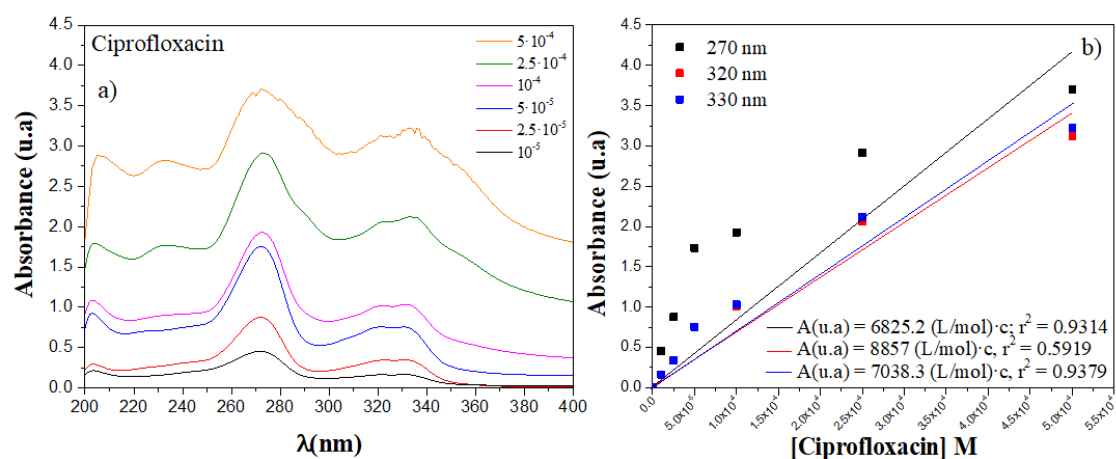 Ciprofloxacin
a)
5·10⁻⁴
2.5·10⁻⁴
10⁻⁴
5·10⁻⁵
2.5·10⁻⁵
10⁻⁵
4.5
4.0
3.5
3.0
2.5
2.0
1.5
1.0
0.5
0.0
Absorbance (u.a)
200 220 240 260 280 300 320 340 360 380 400
λ(nm)
b)
270 nm
320 nm
330 nm
4.5
4.0
3.5
3.0
2.5
2.0
1.5
1.0
0.5
0.0
Absorbance (u.a)
A(u.a) = 6825.2 (L/mol)·c; r² = 0.9314
A(u.a) = 8857 (L/mol)·c, r² = 0.5919
A(u.a) = 7038.3 (L/mol)·c, r² = 0.9379
0.0 1.0X10⁻⁴ 1.5X10⁻⁴ 2.0X10⁻⁴ 2.5X10⁻⁴ 3.0X10⁻⁴ 3.5X10⁻⁴ 4.0X10⁻⁴ 4.5X10⁻⁴ 5.0X10⁻⁴ 5.5X10⁻⁴
[Ciprofloxacin] M